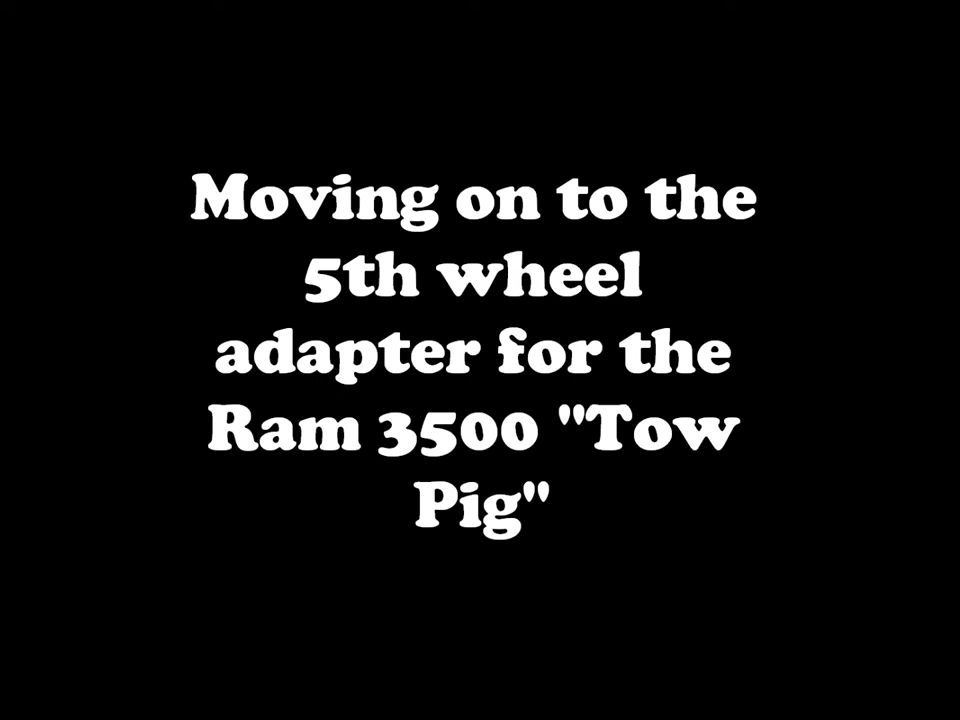 Moving on to the
5th wheel
adapter for the
Ram 3500 "Tow
Pig"